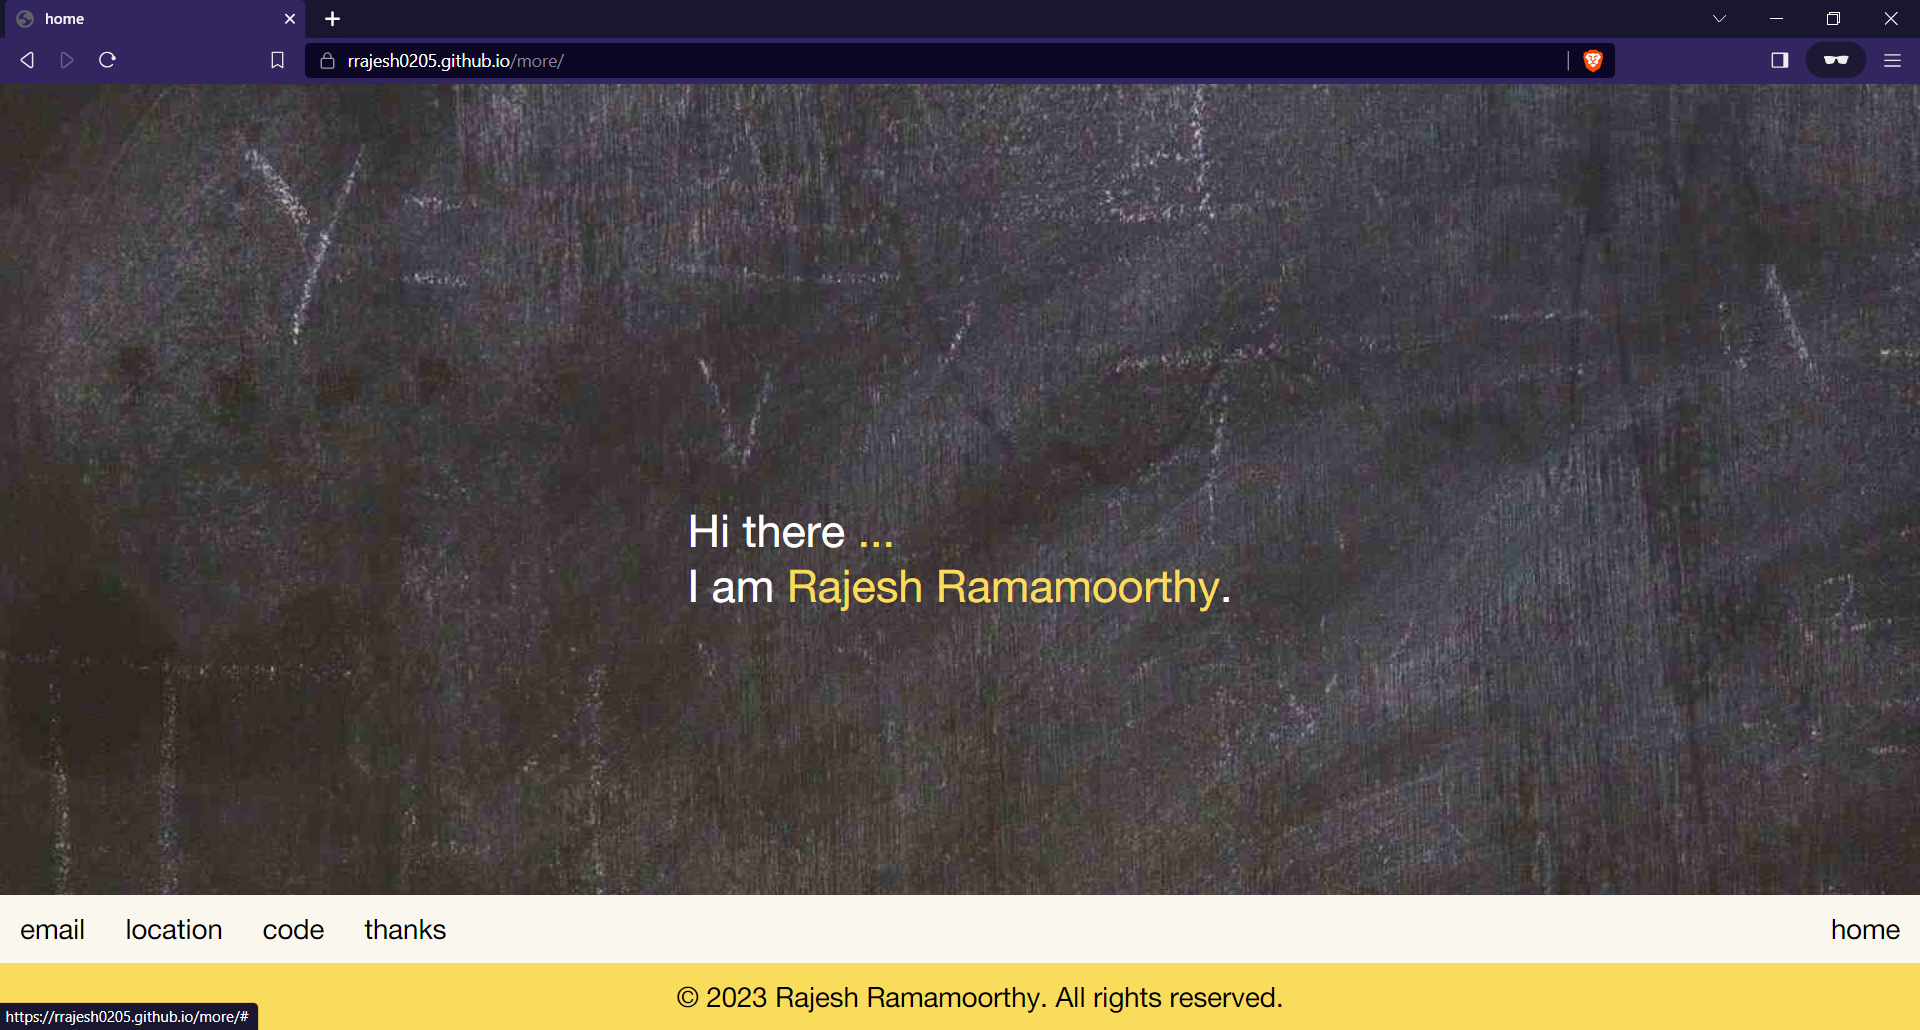 home
rrajesh0205.github.io/more/
Hi there ...
I am Rajesh Ramamoorthy.
email location code thanks home
© 2023 Rajesh Ramamoorthy. All rights reserved.
https://rrajesh0205.github.io/more/#